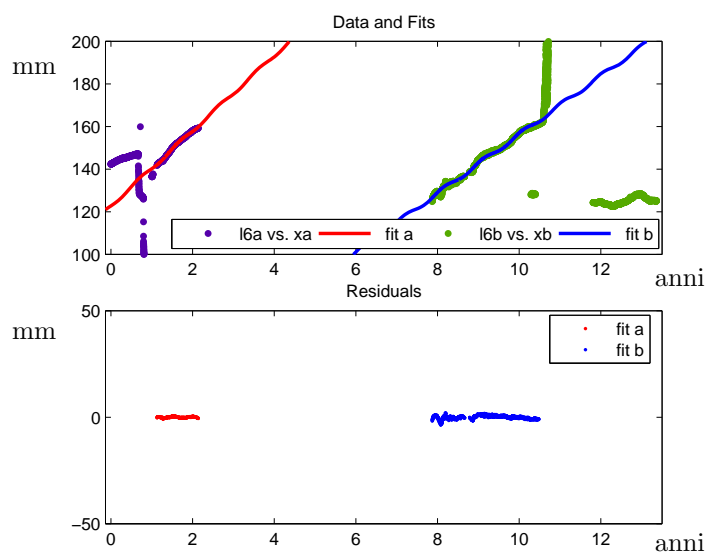 Data and Fits
mm
200
180
160
140
120
100
l6a vs. xa fit a l6b vs. xb fit b
0 2 4 6 8 10 12
anni
Residuals
mm
50
0
−50
fit a
fit b
0 2 4 6 8 10 12
anni